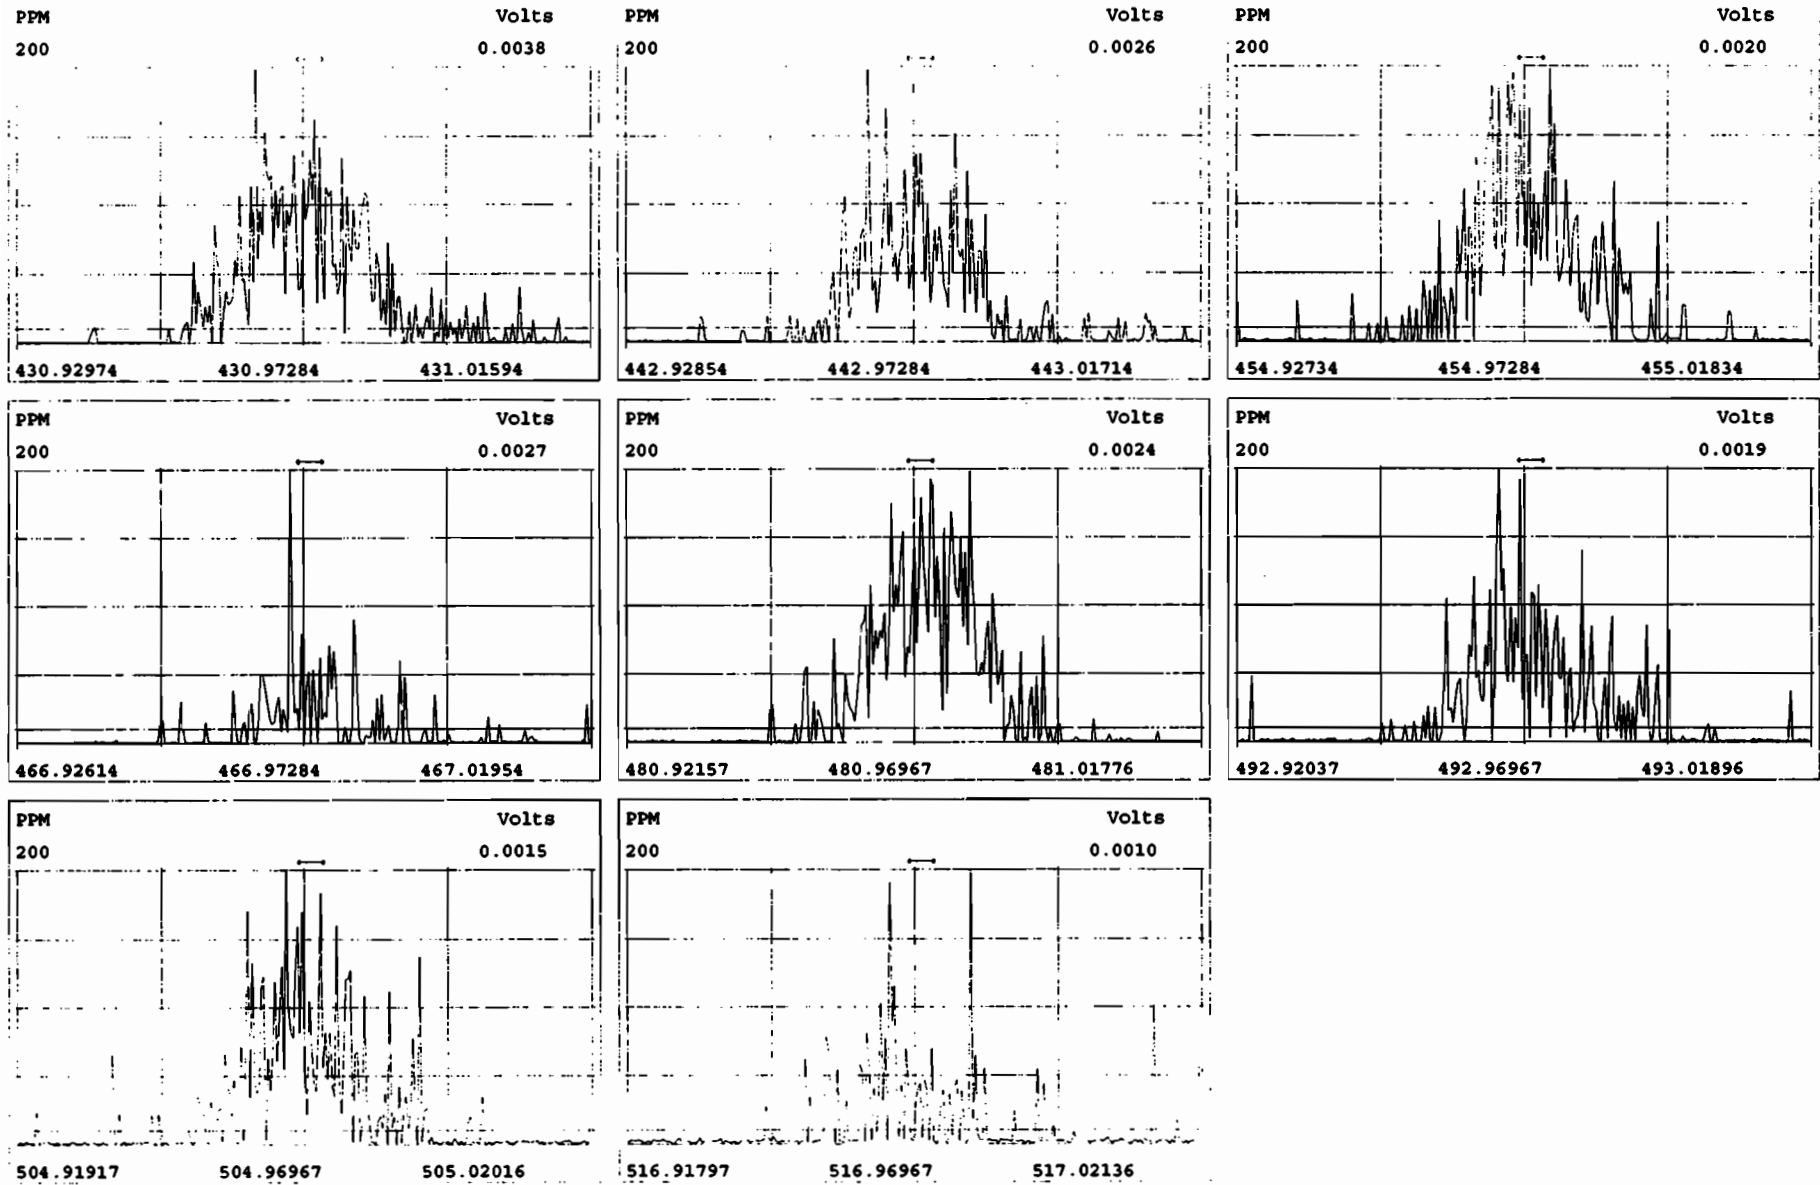 PPM Volts
200 0.0038
430.92974 430.97284 431.01594
PPM Volts
200 0.0026
442.92854 442.97284 443.01714
PPM Volts
200 0.0020
454.92734 454.97284 455.01834
PPM Volts
200 0.0027
466.92614 466.97284 467.01954
PPM Volts
200 0.0024
480.92157 480.96967 481.01776
PPM Volts
200 0.0019
492.92037 492.96967 493.01896
PPM Volts
200 0.0015
504.91917 504.96967 505.02016
PPM Volts
200 0.0010
516.91797 516.96967 517.02136